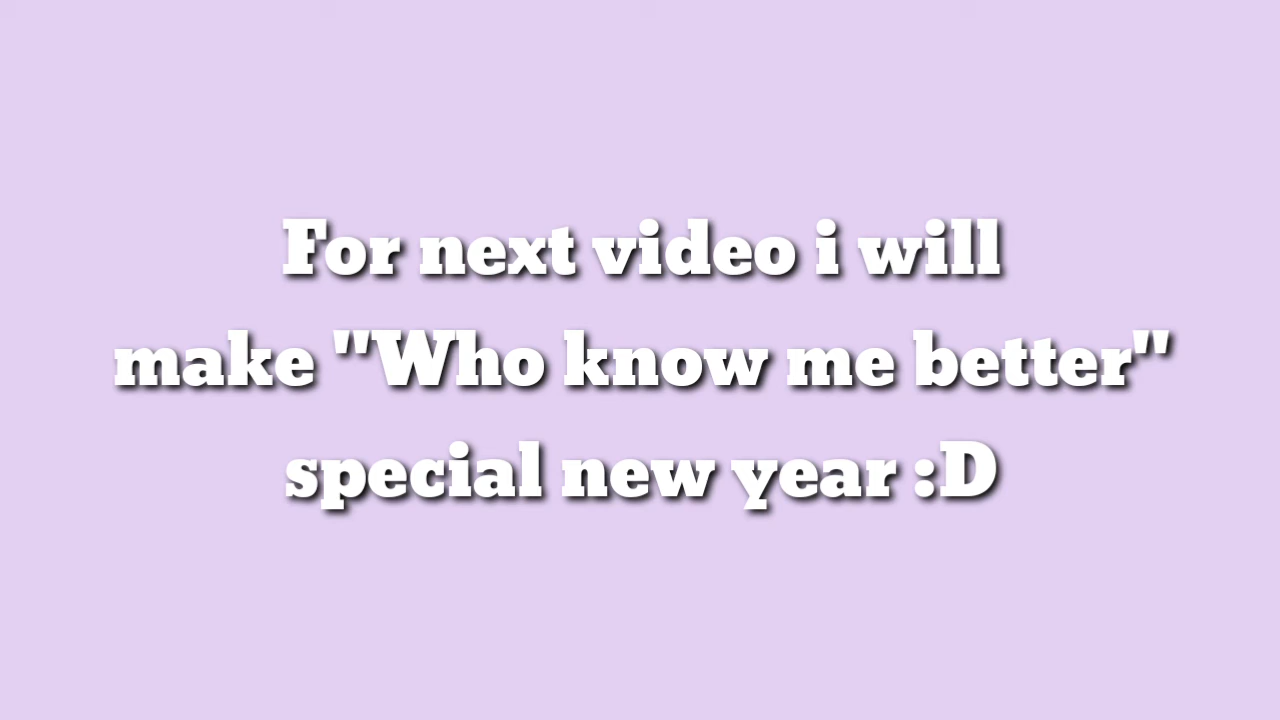 For next video i will
make "Who know me better"
special new year :D